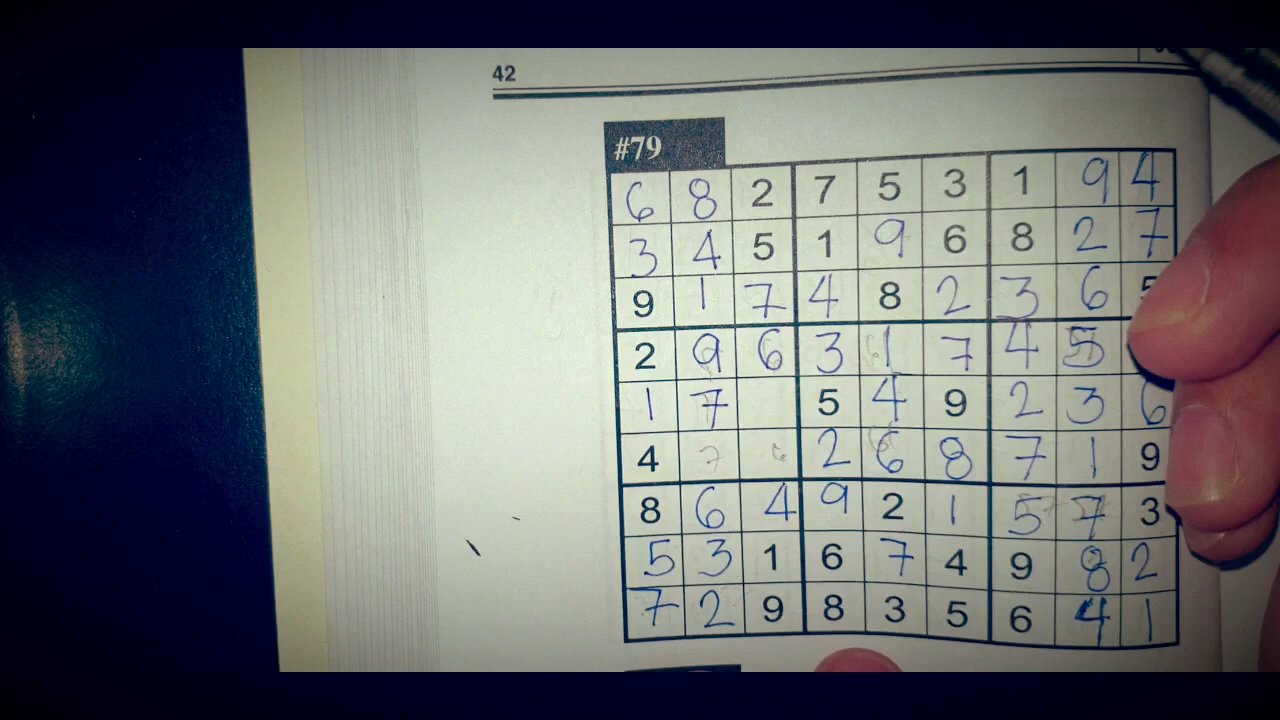 42
#79
6 8 2 7 5 3 1 9 4
3 4 5 1 9 6 8 2 7
9 1 7 4 8 2 3 6 5
2 9 6 3 1 7 4 5
1 7 5 4 9 2 3 6
4 7 6 2 6 8 7 1 9
8 6 4 9 2 1 5 7 3
5 3 1 6 7 4 9 8 2
7 2 9 8 3 5 6 4 1